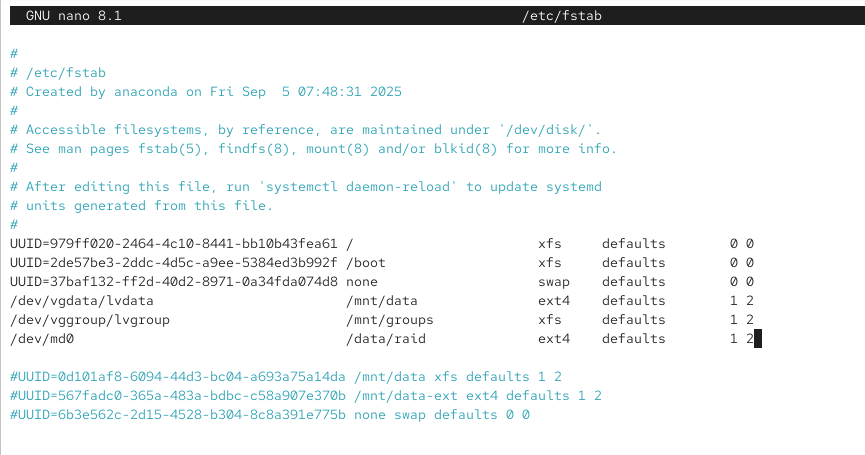 GNU nano 8.1 /etc/fstab
#
# /etc/fstab
# Created by anaconda on Fri Sep  5 07:48:31 2025
#
# Accessible filesystems, by reference, are maintained under '/dev/disk/'.
# See man pages fstab(5), findfs(8), mount(8) and/or blkid(8) for more info.
#
# After editing this file, run 'systemctl daemon-reload' to update systemd
# units generated from this file.
#
UUID=979ff020-2464-4c10-8441-bb10b43fea61 /                       xfs     defaults        0 0
UUID=2de57be3-2ddc-4d5c-a9ee-5384ed3b992f /boot                   xfs     defaults        0 0
UUID=37baf132-ff2d-40d2-8971-0a34fda074d8 none                    swap    defaults        0 0
/dev/vgdata/lvdata                        /mnt/data               ext4    defaults        1 2
/dev/vggroup/lvgroup                      /mnt/groups             xfs     defaults        1 2
/dev/md0                                  /data/raid              ext4    defaults        1 2
#UUID=0d101af8-6094-44d3-bc04-a693a75a14da /mnt/data xfs defaults 1 2
#UUID=567fadc0-365a-483a-bdbc-c58a907e370b /mnt/data-ext ext4 defaults 1 2
#UUID=6b3e562c-2d15-4528-b304-8c8a391e775b none swap defaults 0 0